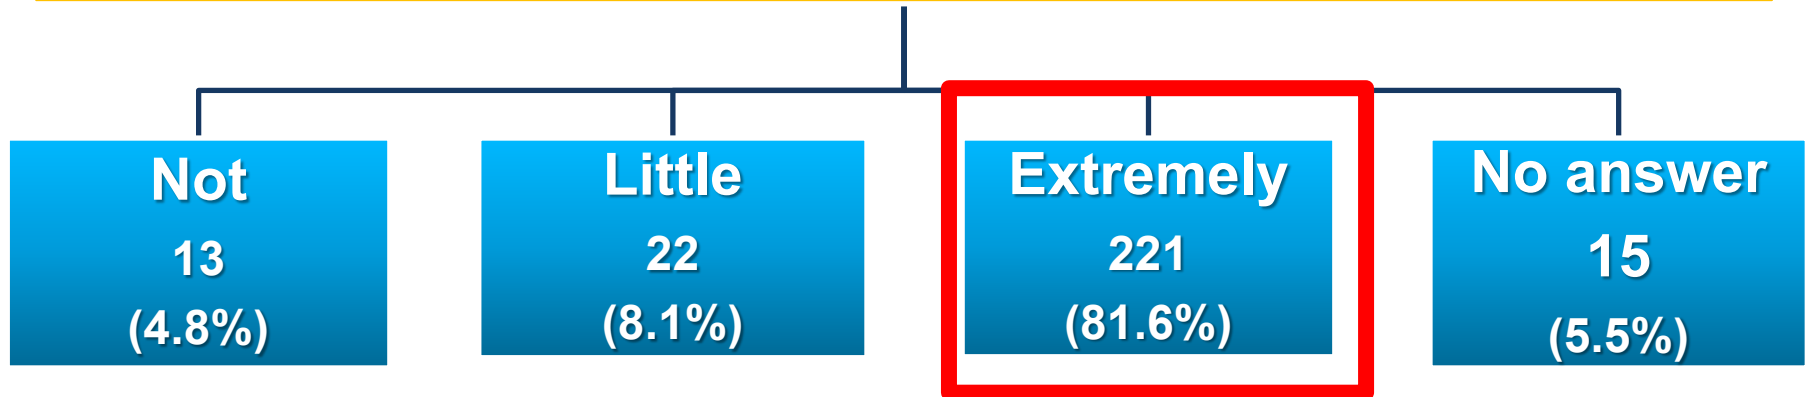 Not
13
(4.8%)
Little
22
(8.1%)
Extremely
221
(81.6%)
No answer
15
(5.5%)